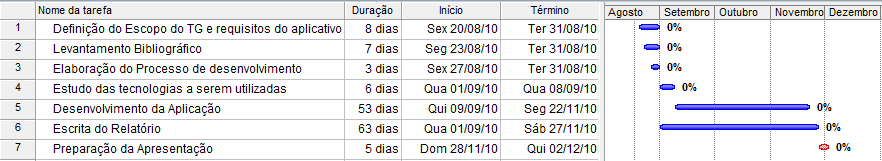 Nome da tarefa Duração Início Término Agosto Setembro Outubro Novembro Dezembro
1 Definição do Escopo do TG e requisitos do aplicativo 8 dias Sex 20/08/10 Ter 31/08/10 0%
2 Levantamento Bibliográfico 7 dias Seg 23/08/10 Ter 31/08/10 0%
3 Elaboração do Processo de desenvolvimento 3 dias Sex 27/08/10 Ter 31/08/10 0%
4 Estudo das tecnologias a serem utilizadas 6 dias Qua 01/09/10 Qua 08/09/10 0%
5 Desenvolvimento da Aplicação 53 dias Qui 09/09/10 Seg 22/11/10 0%
6 Escrita do Relatório 63 dias Qua 01/09/10 Sáb 27/11/10 0%
7 Preparação da Apresentação 5 dias Dom 28/11/10 Qui 02/12/10 0%